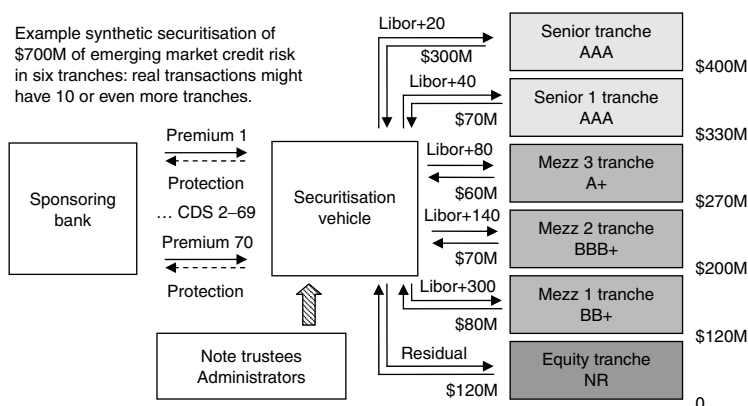 Example synthetic securitisation of
$700M of emerging market credit risk
in six tranches: real transactions might
have 10 or even more tranches.
Sponsoring
bank
Premium 1
Protection
... CDS 2–69
Premium 70
Protection
Securitisation
vehicle
Note trustees
Administrators
Libor+20
$300M
Senior tranche
AAA
$400M
Libor+40
$70M
Senior 1 tranche
AAA
$330M
Libor+80
$60M
Mezz 3 tranche
A+
$270M
Libor+140
$70M
Mezz 2 tranche
BBB+
$200M
Libor+300
$80M
Mezz 1 tranche
BB+
$120M
Residual
$120M
Equity tranche
NR
0